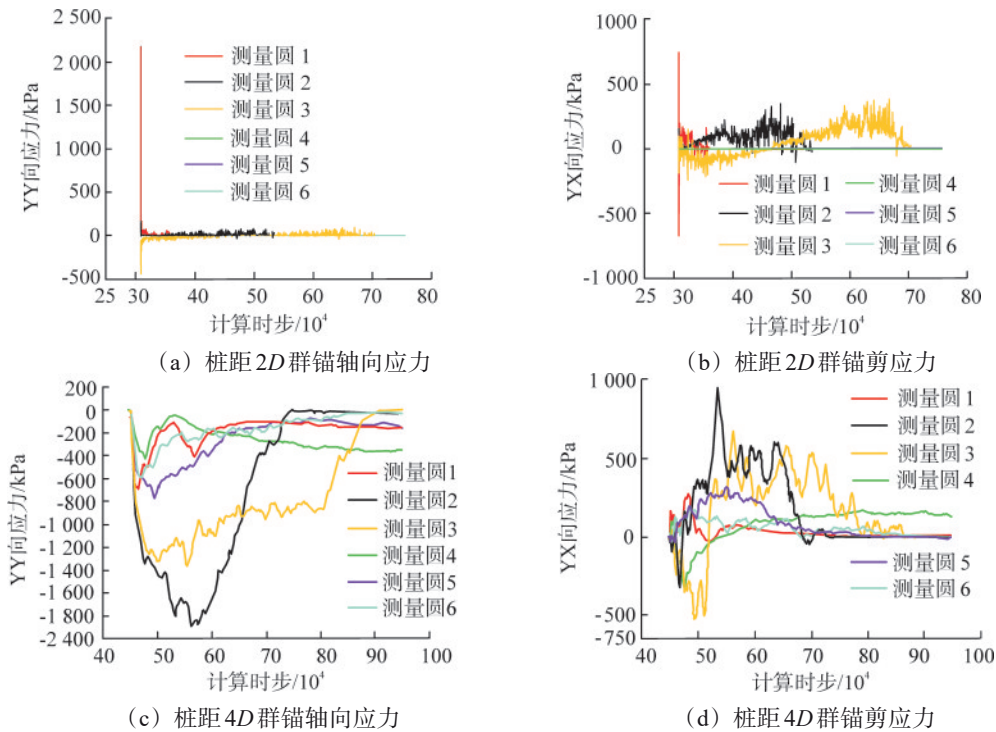 2 500
2 000
1 500
1 000
500
0
-500
YY向应力/kPa
测量圆 1
测量圆 2
测量圆 3
测量圆 4
测量圆 5
测量圆 6
25 30 40 50 60 70 80
计算时步/10⁴
(a) 桩距 2D 群锚轴向应力
1 000
500
0
-500
-1 000
YX向应力/kPa
测量圆 1 测量圆 4
测量圆 2 测量圆 5
测量圆 3 测量圆 6
25 30 40 50 60 70 80
计算时步/10⁴
(b) 桩距 2D 群锚剪应力
200
0
-200
-400
-600
-800
-1 000
-1 200
-1 400
-1 600
-1 800
-2 400
YY向应力/kPa
测量圆1
测量圆2
测量圆3
测量圆4
测量圆5
测量圆6
40 50 60 70 80 90 100
计算时步/10⁴
(c) 桩距 4D 群锚轴向应力
1 000
500
0
-500
-750
YX向应力/kPa
测量圆 1
测量圆 2
测量圆 3
测量圆 4
测量圆 5
测量圆 6
40 50 60 70 80 90 100
计算时步/10⁴
(d) 桩距 4D 群锚剪应力